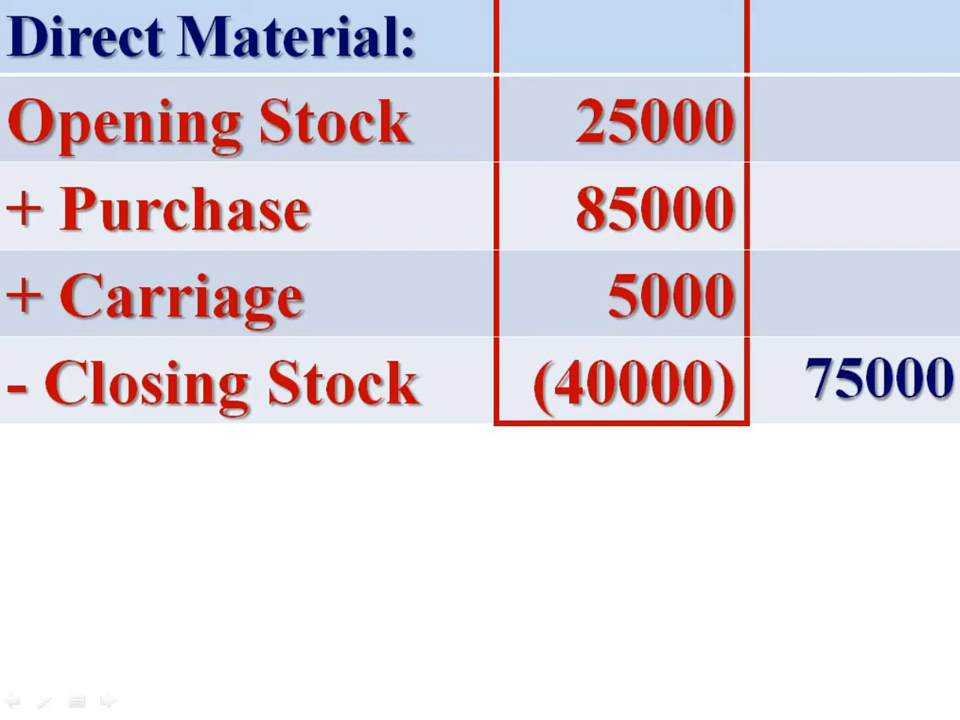 Direct Material:
Opening Stock 25000
+ Purchase 85000
+ Carriage 5000
- Closing Stock (40000) 75000